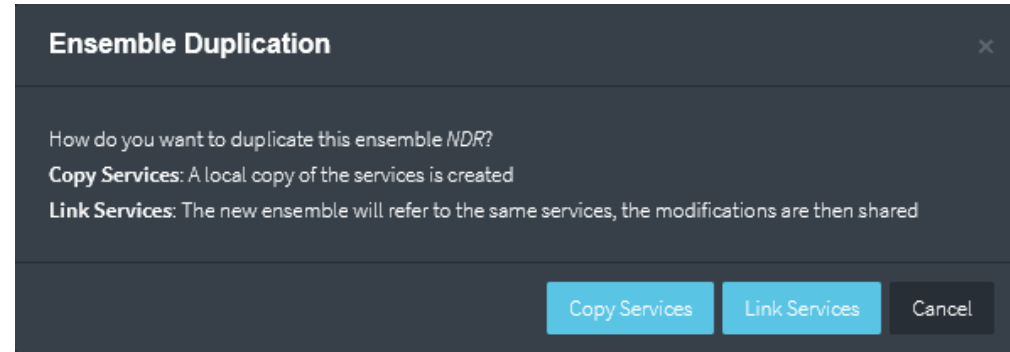 Ensemble Duplication ×
How do you want to duplicate this ensemble NDR?
Copy Services: A local copy of the services is created
Link Services: The new ensemble will refer to the same services, the modifications are then shared
Copy Services Link Services Cancel